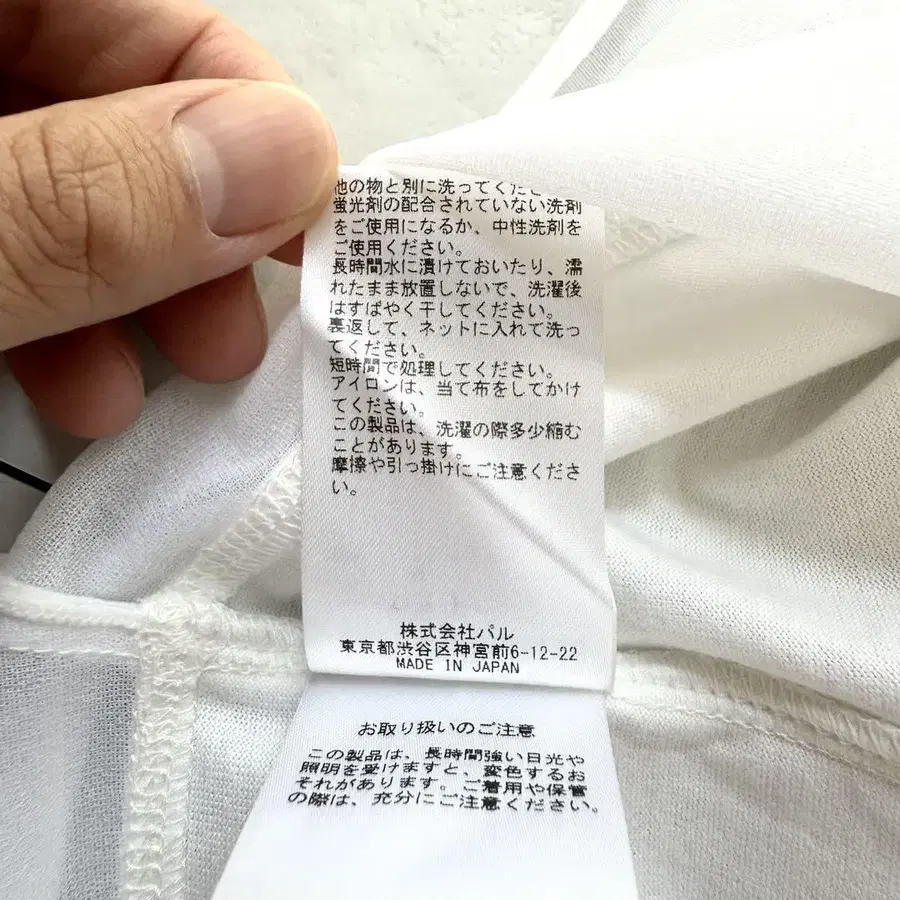 他の物と別に洗ってくだ
蛍光剤の配合されていない洗剤
をご使用になるか、中性洗剤を
ご使用ください。
長時間水に漬けておいたり、濡
れたまま放置しないで、洗濯後
はすばやく干してください。
裏返して、ネットに入れて洗っ
てください。
短時間で処理してください。
アイロンは、当て布をしてかけ
てください。
この製品は、洗濯の際多少縮む
ことがあります。
摩擦や引っ掛けにご注意くださ
い。
株式会社パル
東京都渋谷区神宮前6-12-22
MADE IN JAPAN
お取り扱いのご注意
この製品は、長時間強い日光や
照明を受けますと、変色するお
それがあります。ご着用や保管
の際は、充分にご注意ください。